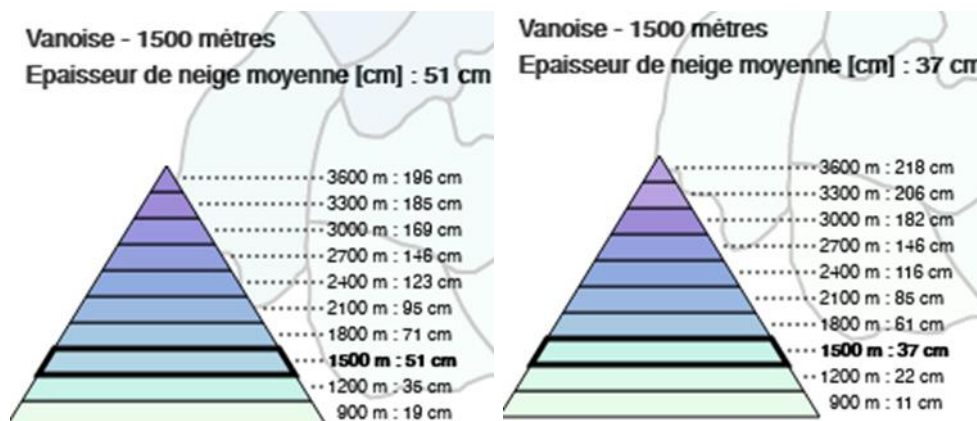 Vanoise - 1500 mètres
Epaisseur de neige moyenne [cm] : 51 cm
3600 m : 196 cm
3300 m : 185 cm
3000 m : 169 cm
2700 m : 146 cm
2400 m : 123 cm
2100 m : 95 cm
1800 m : 71 cm
1500 m : 51 cm
1200 m : 35 cm
900 m : 19 cm
Vanoise - 1500 mètres
Epaisseur de neige moyenne [cm] : 37 cm
3600 m : 218 cm
3300 m : 206 cm
3000 m : 182 cm
2700 m : 146 cm
2400 m : 116 cm
2100 m : 85 cm
1800 m : 61 cm
1500 m : 37 cm
1200 m : 22 cm
900 m : 11 cm